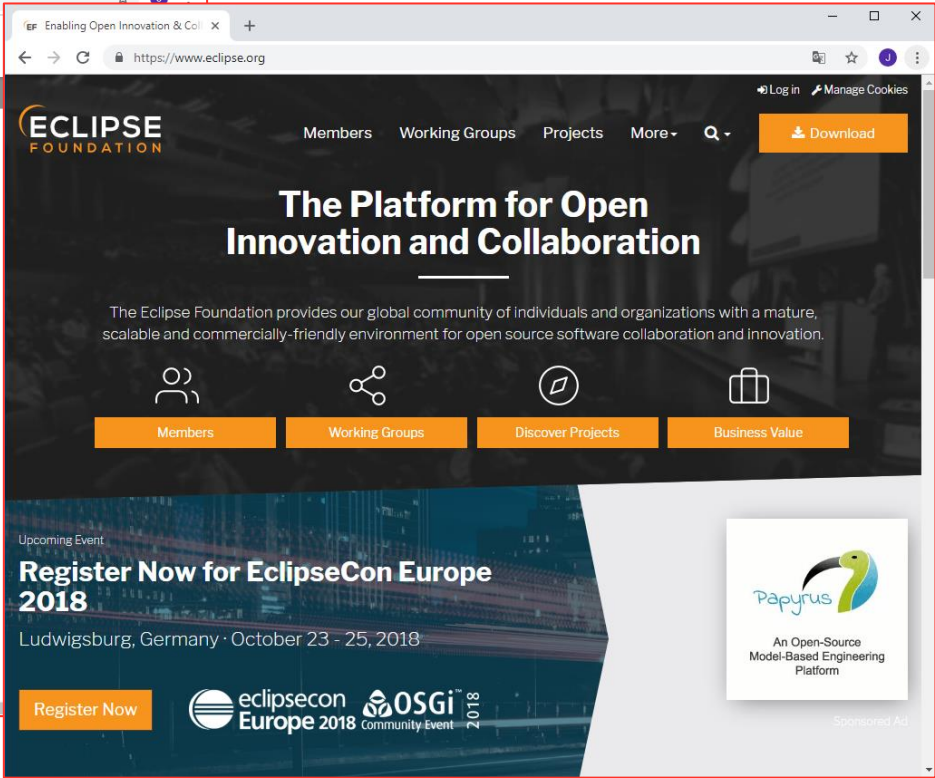 EF Enabling Open Innovation & Col
https://www.eclipse.org
J
Log in Manage Cookies
ECLIPSE
FOUNDATION
Members Working Groups Projects More
Download
The Platform for Open
Innovation and Collaboration
The Eclipse Foundation provides our global community of individuals and organizations with a mature,
scalable and commercially-friendly environment for open source software collaboration and innovation.
Members Working Groups Discover Projects Business Value
Upcoming Event
Register Now for EclipseCon Europe
2018
Ludwigsburg, Germany · October 23 - 25, 2018
Register Now
eclipsecon
Europe 2018
OSGi™
Community Event
2018
Papyrus
An Open-Source
Model-Based Engineering
Platform
Sponsored Ad